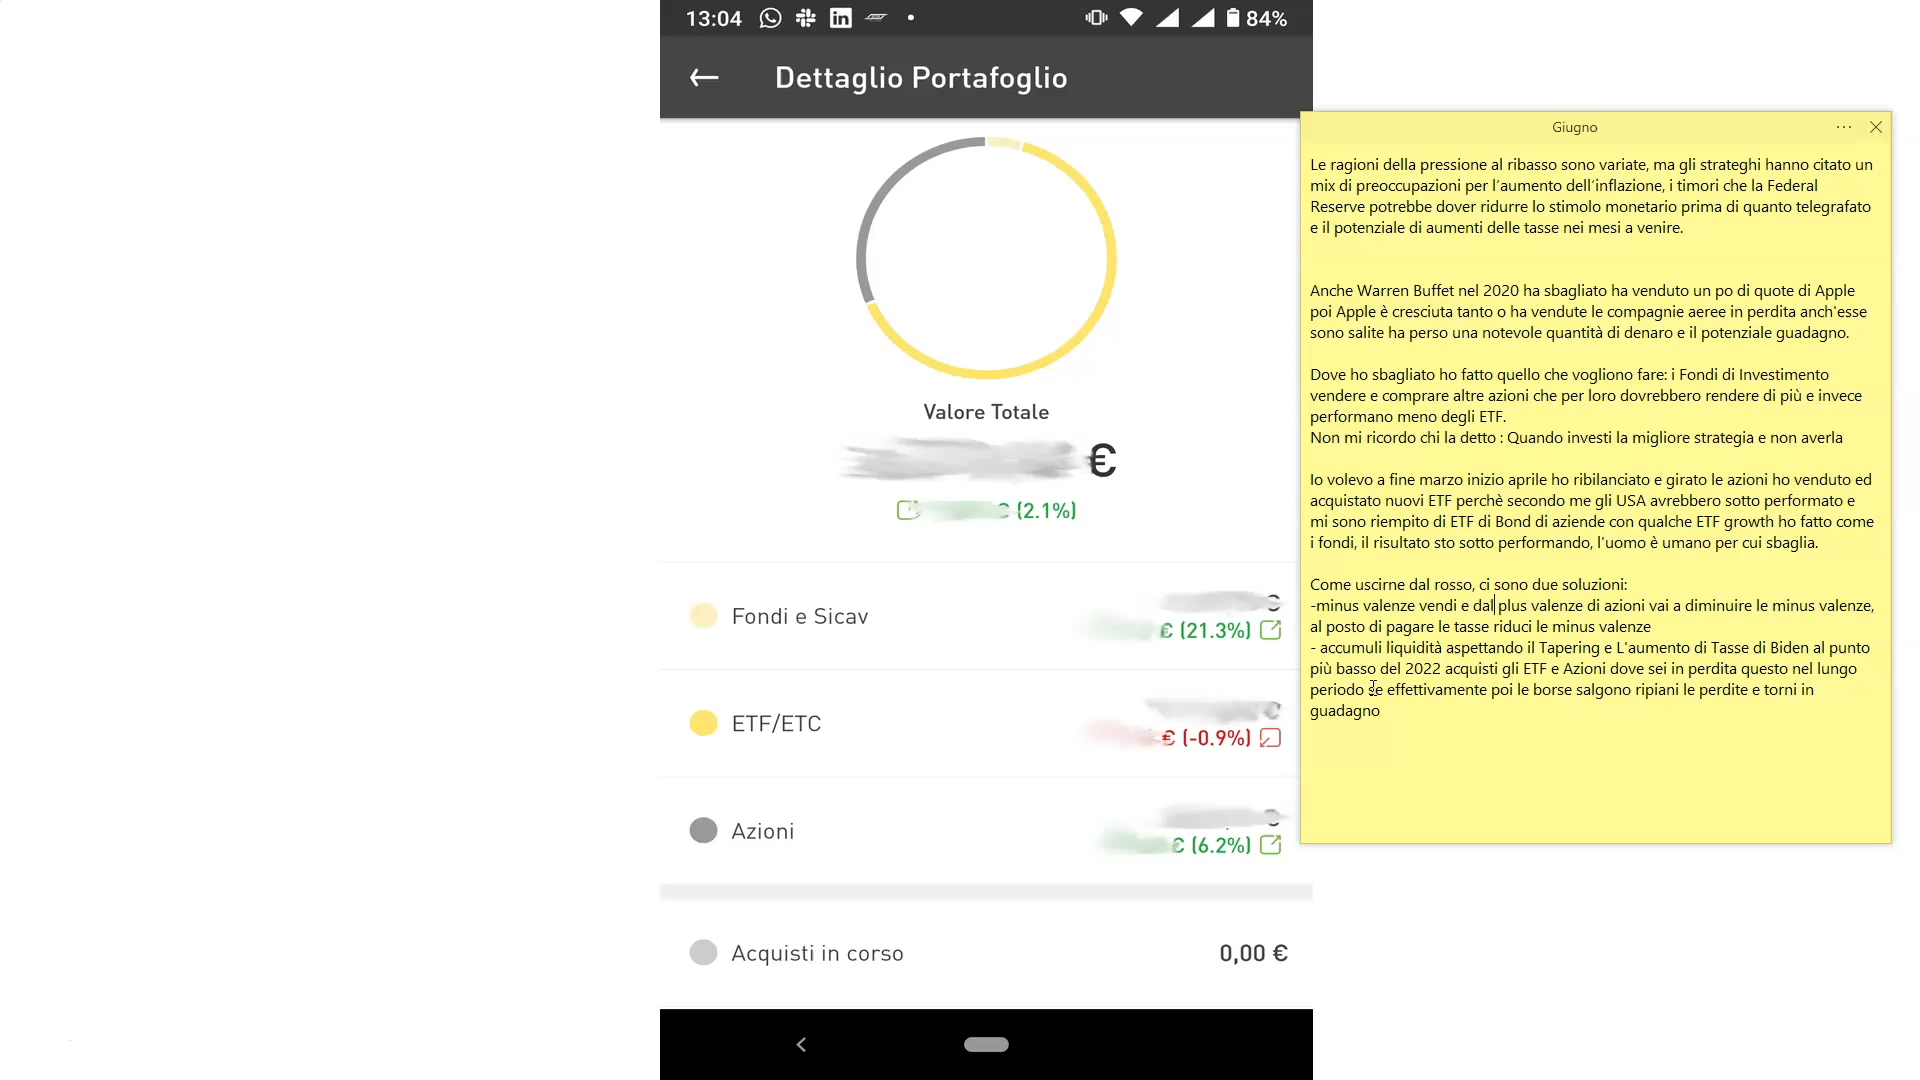 13:04
84%
Dettaglio Portafoglio
Valore Totale
€
€ (2.1%)
Fondi e Sicav
€
€ (21.3%)
ETF/ETC
€
€ (-0.9%)
Azioni
€
€ (6.2%)
Acquisti in corso
0,00 €
Giugno
Le ragioni della pressione al ribasso sono variate, ma gli strateghi hanno citato un
mix di preoccupazioni per l'aumento dell'inflazione, i timori che la Federal
Reserve potrebbe dover ridurre lo stimolo monetario prima di quanto telegrafato
e il potenziale di aumenti delle tasse nei mesi a venire.
Anche Warren Buffet nel 2020 ha sbagliato ha venduto un po di quote di Apple
poi Apple è cresciuta tanto o ha vendute le compagnie aeree in perdita anch'esse
sono salite ha perso una notevole quantità di denaro e il potenziale guadagno.
Dove ho sbagliato ho fatto quello che vogliono fare: i Fondi di Investimento
vendere e comprare altre azioni che per loro dovrebbero rendere di più e invece
performano meno degli ETF.
Non mi ricordo chi la detto : Quando investi la migliore strategia e non averla
Io volevo a fine marzo inizio aprile ho ribilanciato e girato le azioni ho venduto ed
acquistato nuovi ETF perchè secondo me gli USA avrebbero sotto performato e
mi sono riempito di ETF di Bond di aziende con qualche ETF growth ho fatto come
i fondi, il risultato sto sotto performando, l'uomo è umano per cui sbaglia.
Come uscirne dal rosso, ci sono due soluzioni:
-minus valenze vendi e dal plus valenze di azioni vai a diminuire le minus valenze,
al posto di pagare le tasse riduci le minus valenze
- accumuli liquidità aspettando il Tapering e L'aumento di Tasse di Biden al punto
più basso del 2022 acquisti gli ETF e Azioni dove sei in perdita questo nel lungo
periodo se effettivamente poi le borse salgono ripiani le perdite e torni in
guadagno